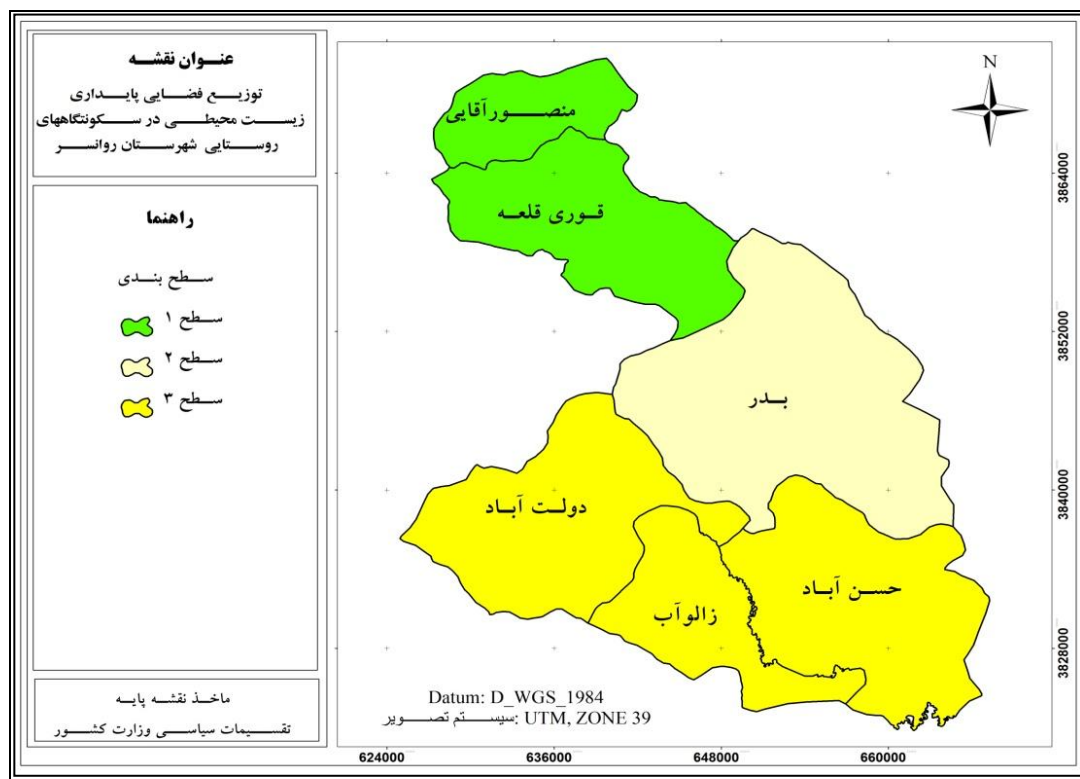 عنوان نقشه
توزیع فضایی پایداری
زیست محیطی در سکونتگاههای
روستایی شهرستان روانسر
راهنما
سطح بندی
سطح ۱
سطح ۲
سطح ۳
ماخذ نقشه پایه
تقسیمات سیاسی وزارت کشور
N
منصورآقایی
قوری قلعه
بدر
دولت آباد
زالوآب
حسن آباد
Datum: D_WGS_1984
سیستم تصویر: UTM, ZONE 39
3864000
3852000
3840000
3828000
624000 636000 648000 660000